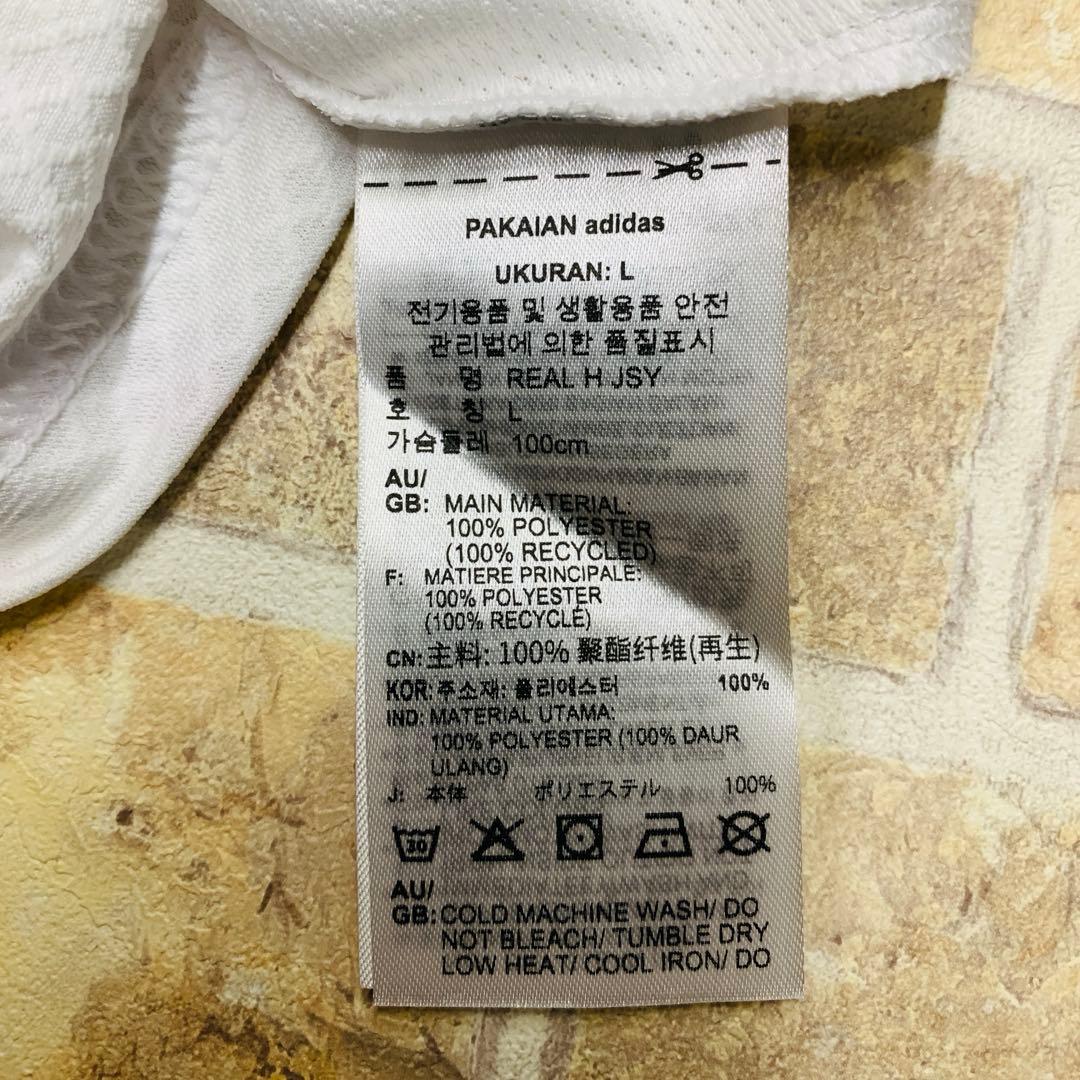 PAKAIAN adidas
UKURAN: L
전기용품 및 생활용품 안전
관리법에 의한 품질표시
품 명 REAL H JSY
호 칭 L
가슴둘레 100cm
AU/
GB: MAIN MATERIAL:
100% POLYESTER
(100% RECYCLED)
F: MATIERE PRINCIPALE:
100% POLYESTER
(100% RECYCLÉ)
CN: 主料: 100% 聚酯纤维(再生)
KOR: 주소재: 폴리에스터 100%
IND: MATERIAL UTAMA:
100% POLYESTER (100% DAUR
ULANG)
J: 本体 ポリエステル 100%
30
AU/
GB: COLD MACHINE WASH/ DO
NOT BLEACH/ TUMBLE DRY
LOW HEAT/ COOL IRON/ DO